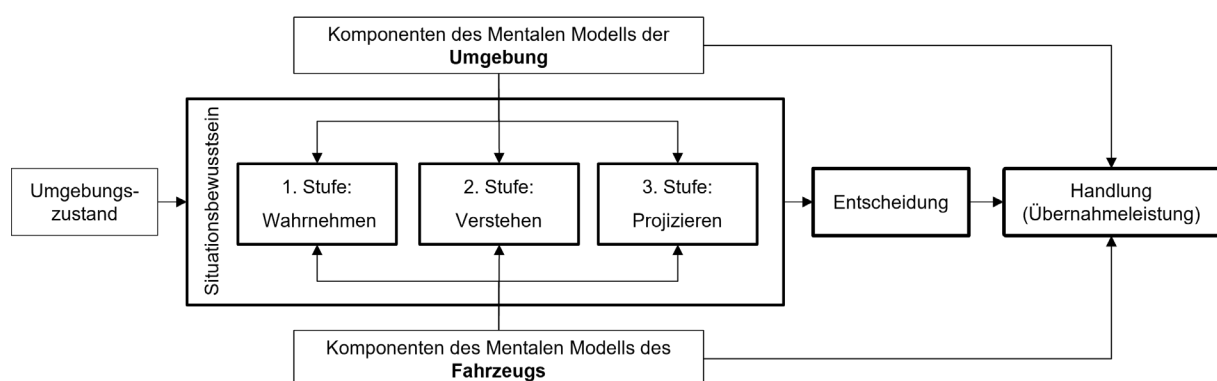 Komponenten des Mentalen Modells der
Umgebung
Situationsbewusstsein
Umgebungs-
zustand
1. Stufe:
Wahrnehmen
2. Stufe:
Verstehen
3. Stufe:
Projizieren
Entscheidung
Handlung
(Übernahmeleistung)
Komponenten des Mentalen Modells des
Fahrzeugs